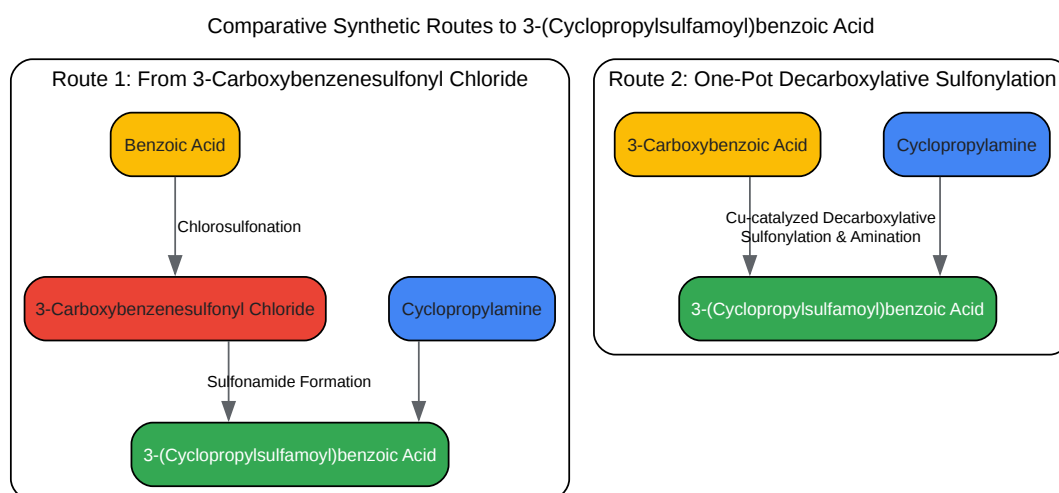 Comparative Synthetic Routes to 3-(Cyclopropylsulfamoyl)benzoic Acid
Route 1: From 3-Carboxybenzenesulfonyl Chloride
Benzoic Acid
Chlorosulfonation
3-Carboxybenzenesulfonyl Chloride
Cyclopropylamine
Sulfonamide Formation
3-(Cyclopropylsulfamoyl)benzoic Acid
Route 2: One-Pot Decarboxylative Sulfonylation
3-Carboxybenzoic Acid
Cyclopropylamine
Cu-catalyzed Decarboxylative
Sulfonylation & Amination
3-(Cyclopropylsulfamoyl)benzoic Acid